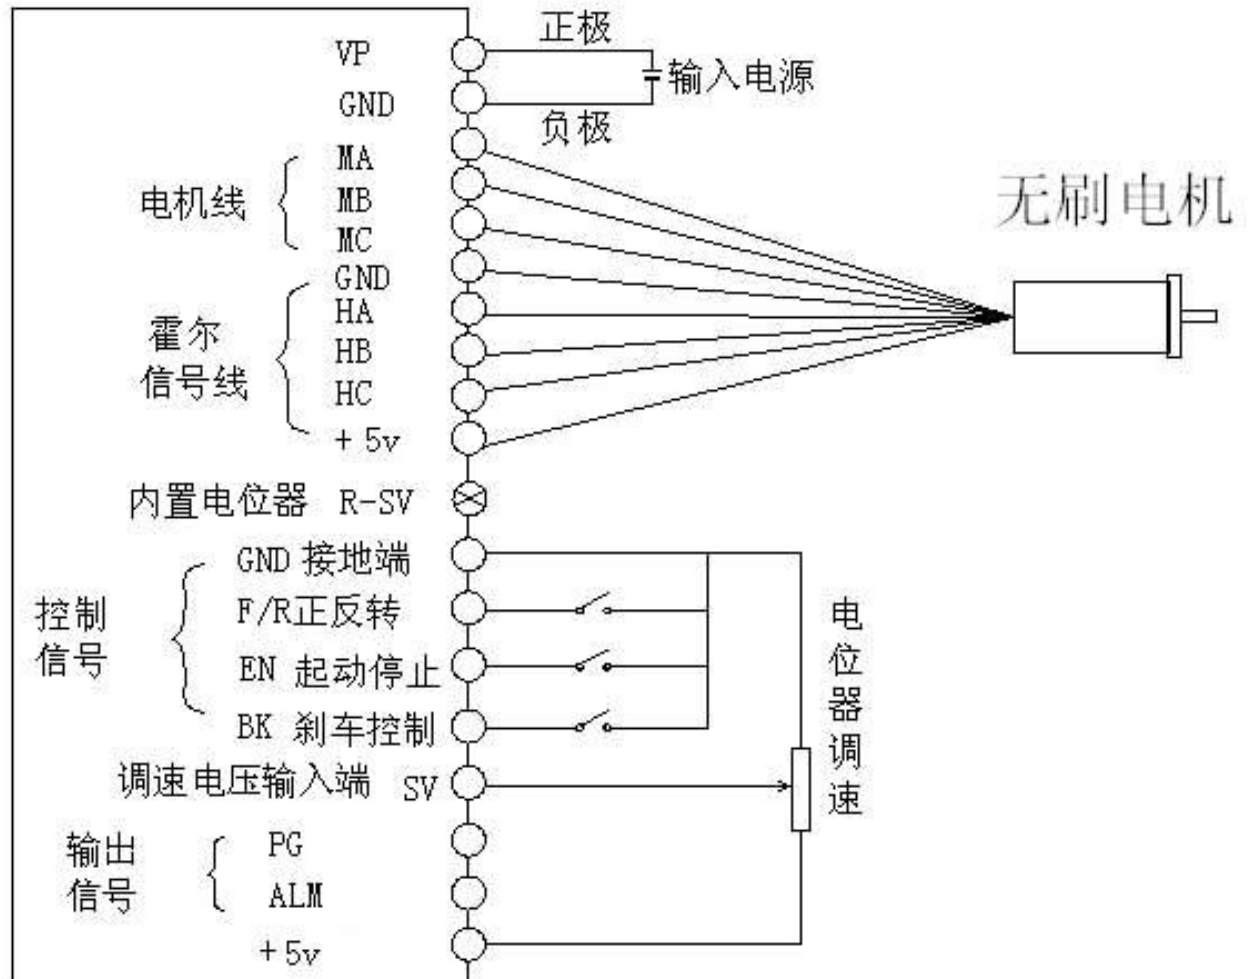 VP
正极
输入电源
GND
负极
电机线
MA
MB
MC
无刷电机
霍尔
信号线
GND
HA
HB
HC
+5v
内置电位器 R-SV
控制
信号
GND 接地端
F/R正反转
EN 起动停止
BK 刹车控制
电位器调速
调速电压输入端 SV
输出
信号
PG
ALM
+5v